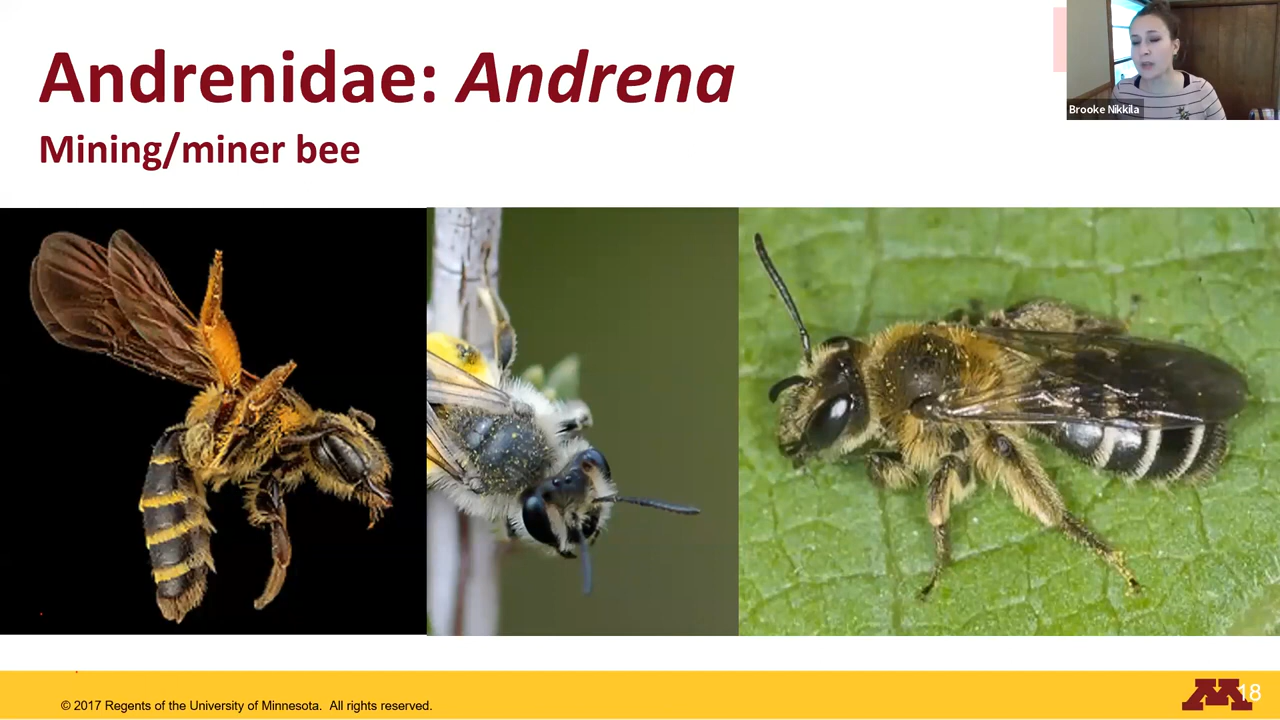 Andrenidae: Andrena
Mining/miner bee
Brooke Nikkila
© 2017 Regents of the University of Minnesota. All rights reserved.
M
18